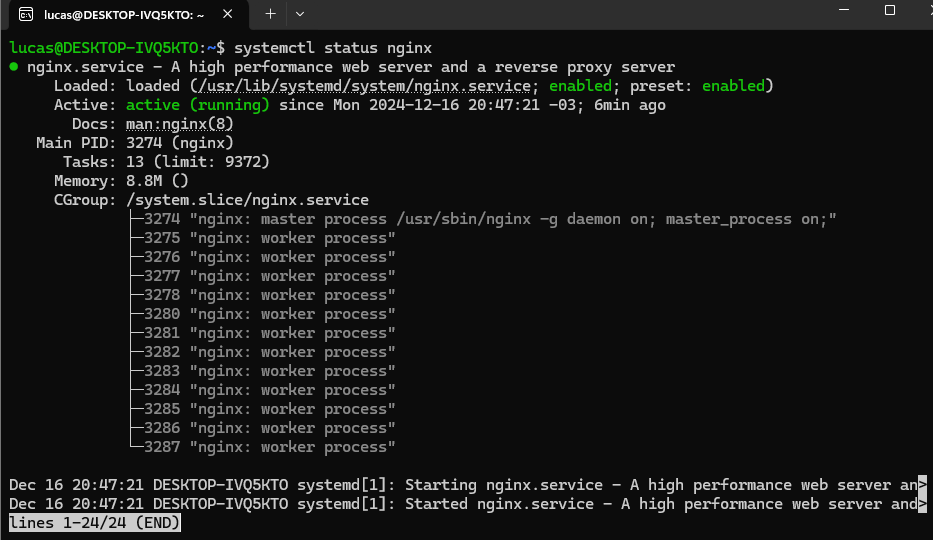 lucas@DESKTOP-IVQ5KTO: ~
lucas@DESKTOP-IVQ5KTO:~$ systemctl status nginx
● nginx.service - A high performance web server and a reverse proxy server
Loaded: loaded (/usr/lib/systemd/system/nginx.service; enabled; preset: enabled)
Active: active (running) since Mon 2024-12-16 20:47:21 -03; 6min ago
Docs: man:nginx(8)
Main PID: 3274 (nginx)
Tasks: 13 (limit: 9372)
Memory: 8.8M ()
CGroup: /system.slice/nginx.service
├─3274 "nginx: master process /usr/sbin/nginx -g daemon on; master_process on;"
├─3275 "nginx: worker process"
├─3276 "nginx: worker process"
├─3277 "nginx: worker process"
├─3278 "nginx: worker process"
├─3280 "nginx: worker process"
├─3281 "nginx: worker process"
├─3282 "nginx: worker process"
├─3283 "nginx: worker process"
├─3284 "nginx: worker process"
├─3285 "nginx: worker process"
├─3286 "nginx: worker process"
└─3287 "nginx: worker process"
Dec 16 20:47:21 DESKTOP-IVQ5KTO systemd[1]: Starting nginx.service - A high performance web server an>
Dec 16 20:47:21 DESKTOP-IVQ5KTO systemd[1]: Started nginx.service - A high performance web server and>
lines 1-24/24 (END)